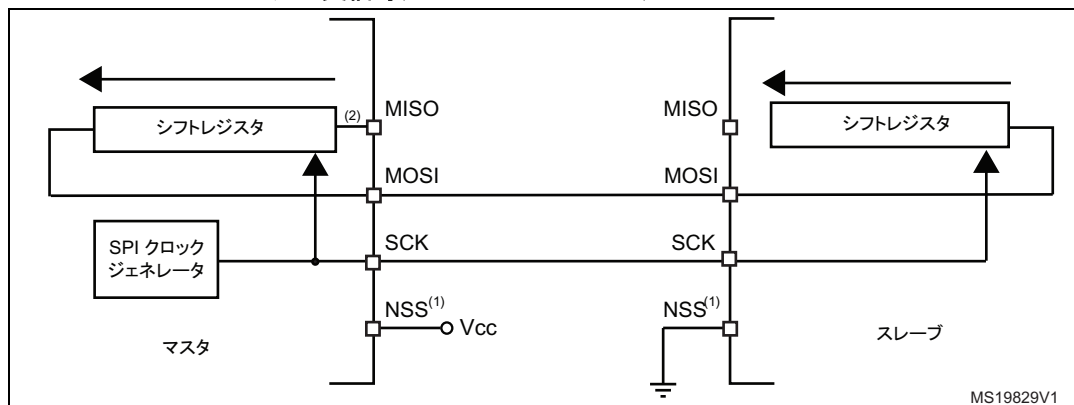 MISO
MISO
シフトレジスタ
(2)
シフトレジスタ
MOSI
MOSI
SPI クロック
ジェネレータ
SCK
SCK
NSS(1)
Vcc
NSS(1)
マスタ
スレーブ
MS19829V1